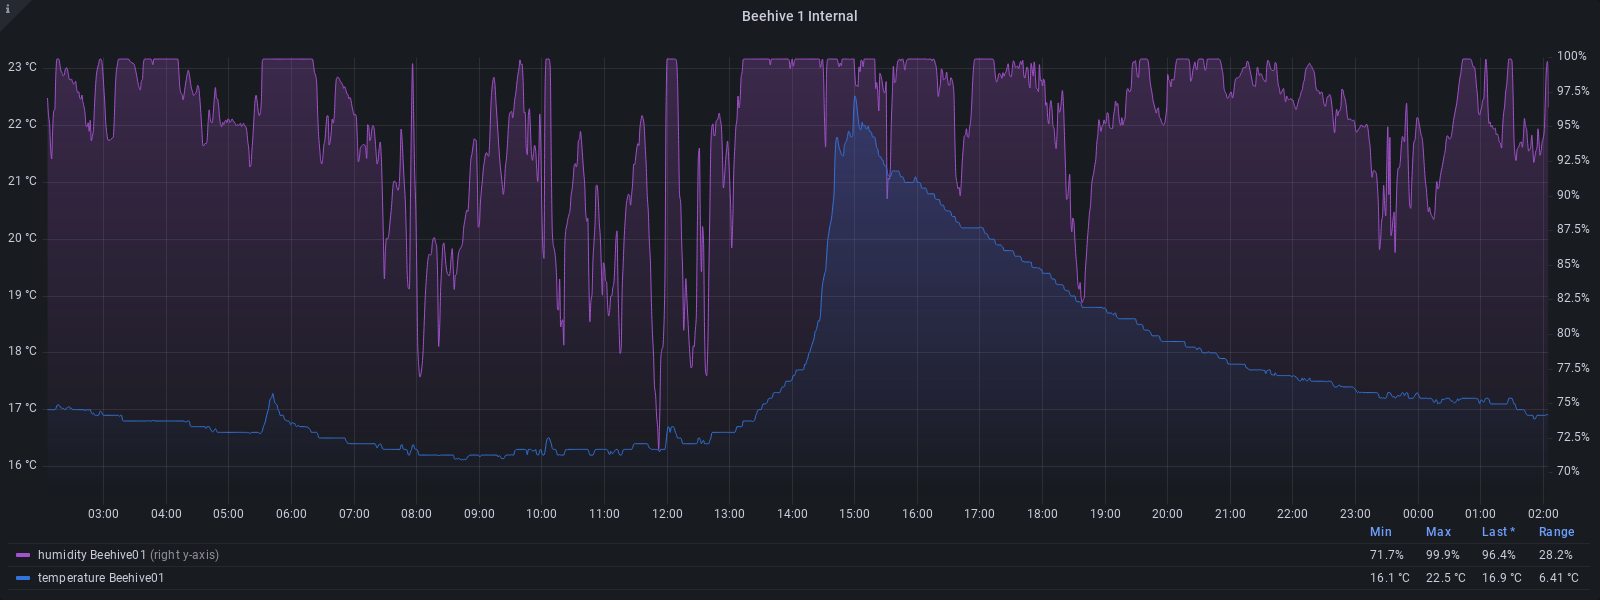 i
Beehive 1 Internal
23 °C
22 °C
21 °C
20 °C
19 °C
18 °C
17 °C
16 °C
100%
97.5%
95%
92.5%
90%
87.5%
85%
82.5%
80%
77.5%
75%
72.5%
70%
03:00 04:00 05:00 06:00 07:00 08:00 09:00 10:00 11:00 12:00 13:00 14:00 15:00 16:00 17:00 18:00 19:00 20:00 21:00 22:00 23:00 00:00 01:00 02:00
Min Max Last * Range
humidity Beehive01 (right y-axis) 71.7% 99.9% 96.4% 28.2%
temperature Beehive01 16.1 °C 22.5 °C 16.9 °C 6.41 °C